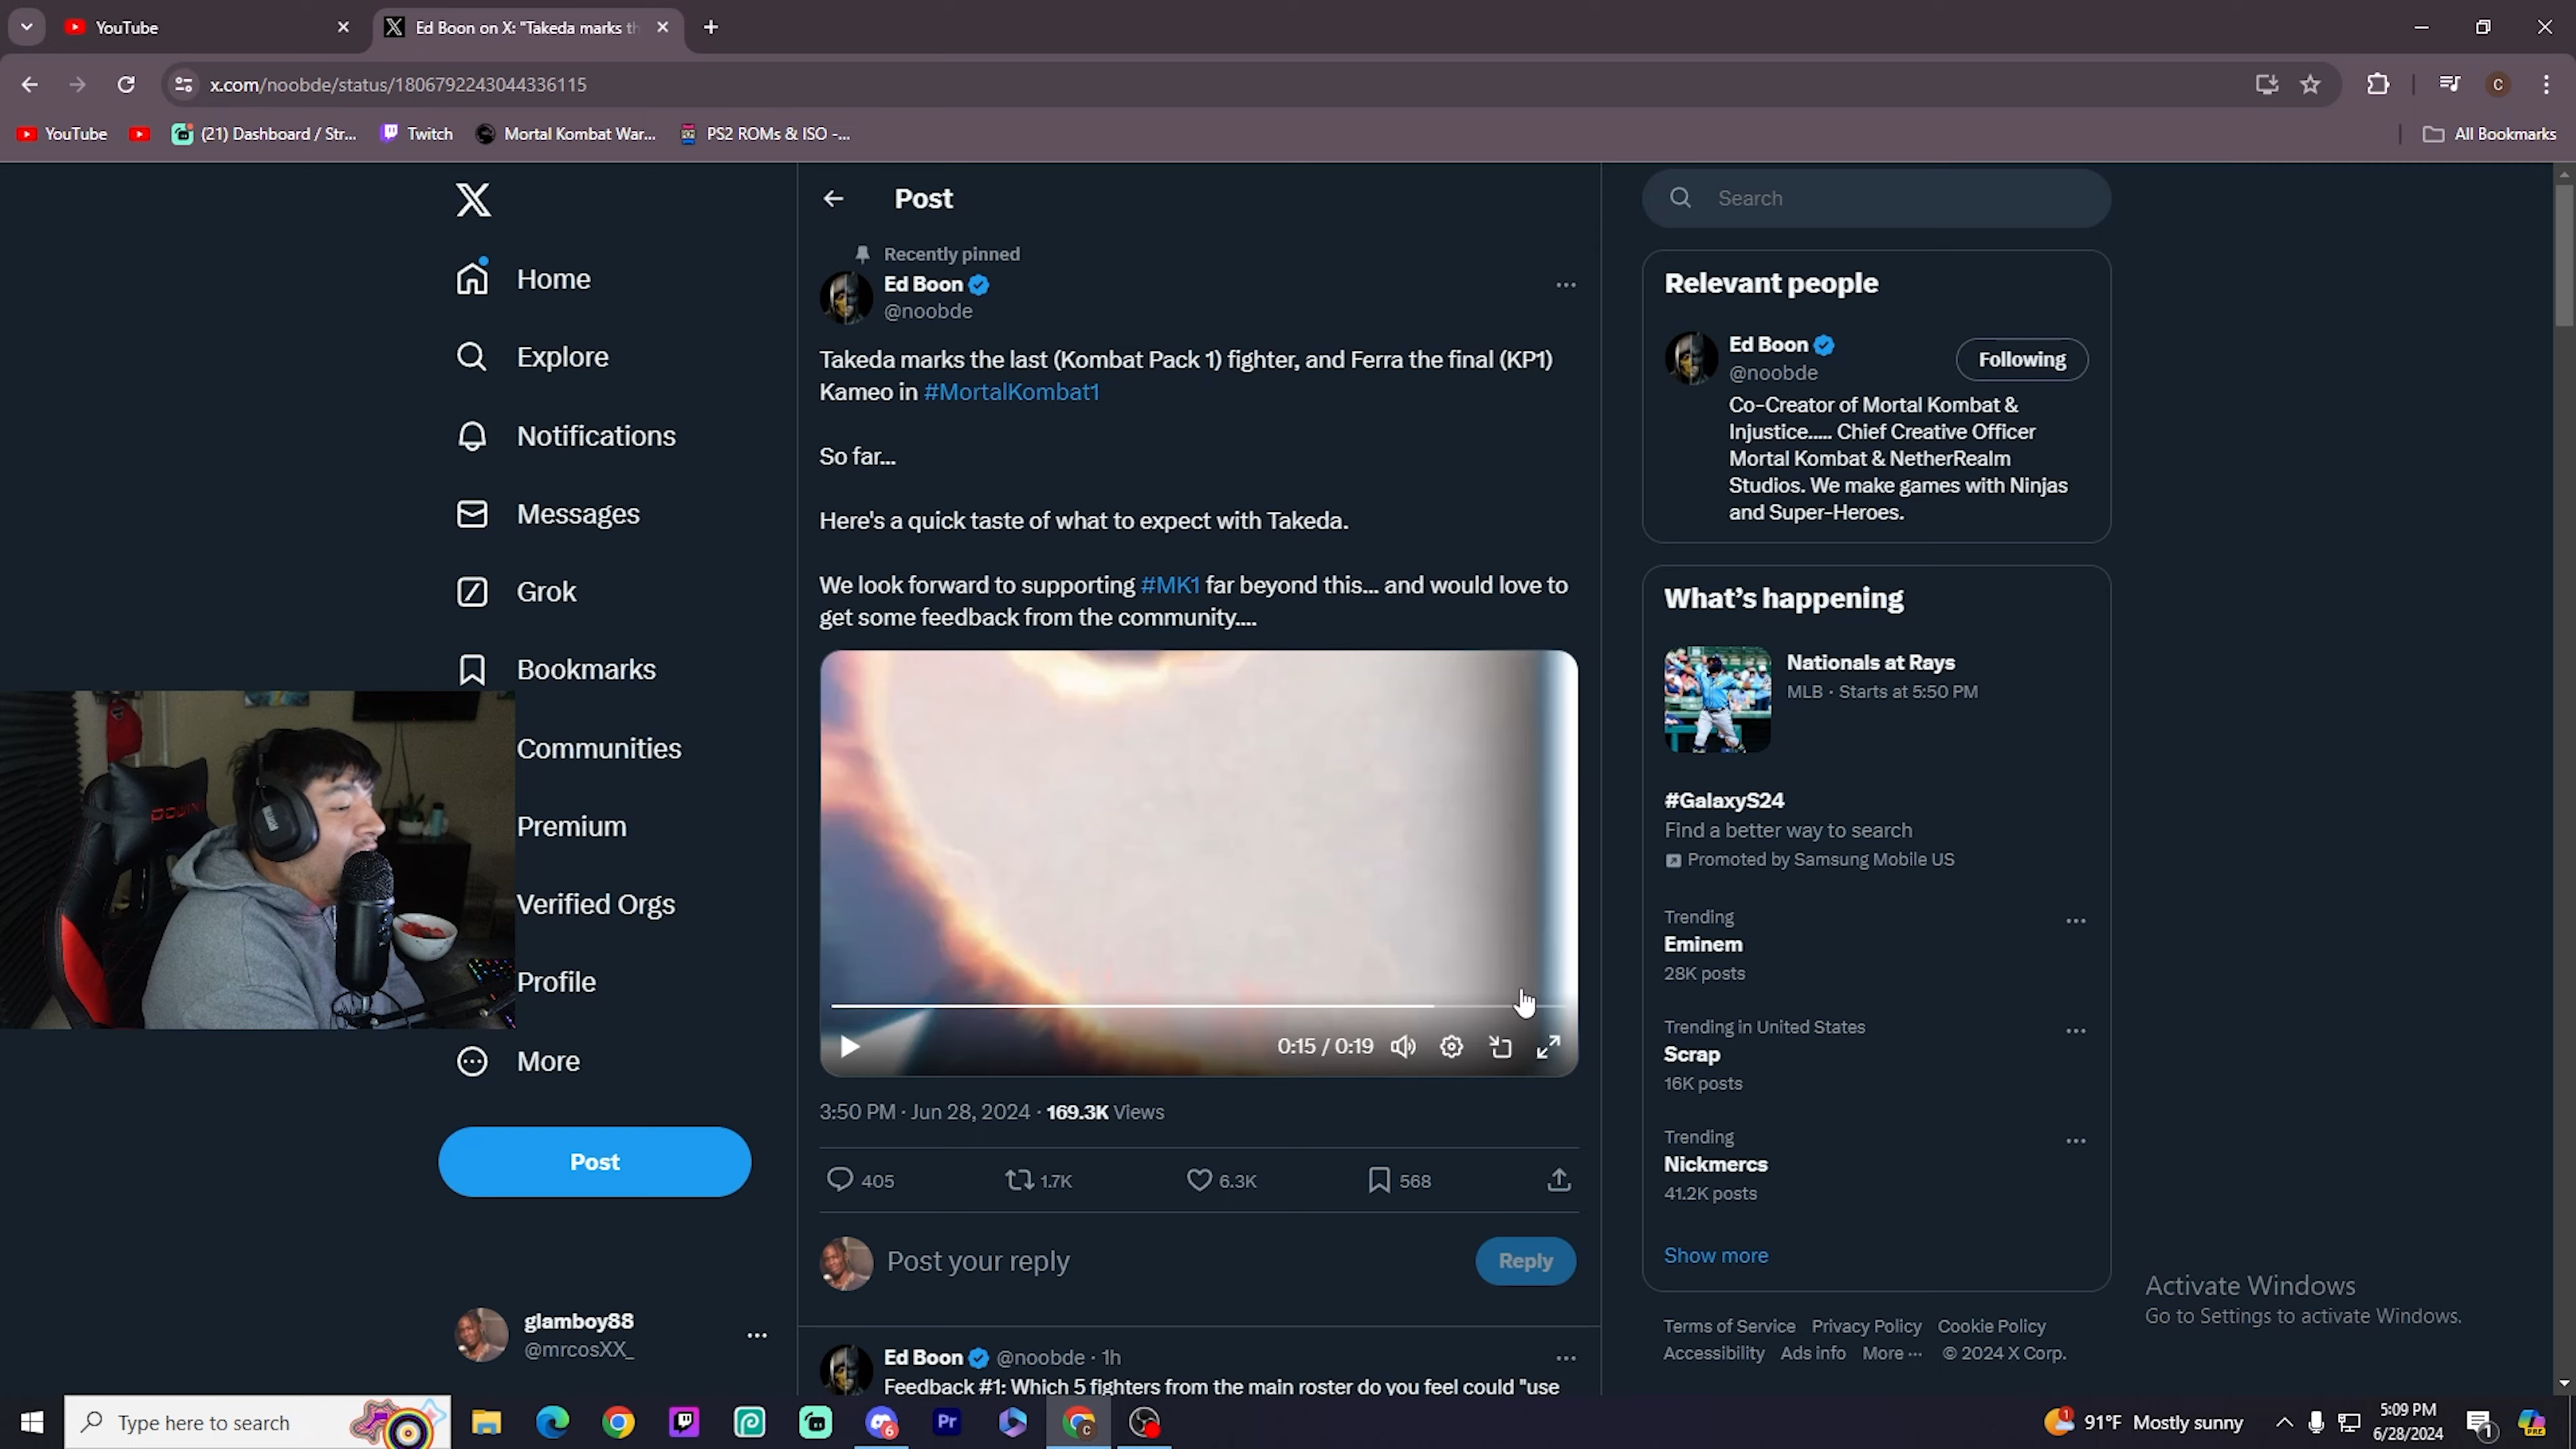 YouTube
Ed Boon on X: "Takeda marks th
x.com/noobde/status/1806792243044336115
YouTube
(21) Dashboard / Str...
Twitch
Mortal Kombat War...
PS2 ROMs & ISO -...
All Bookmarks
Home
Explore
Notifications
Messages
Grok
Bookmarks
Communities
Premium
Verified Orgs
Profile
More
Post
glamboy88
@mrcosXX_
Post
Recently pinned
Ed Boon
@noobde
Takeda marks the last (Kombat Pack 1) fighter, and Ferra the final (KP1)
Kameo in #MortalKombat1
So far...
Here's a quick taste of what to expect with Takeda.
We look forward to supporting #MK1 far beyond this... and would love to
get some feedback from the community....
0:15 / 0:19
3:50 PM · Jun 28, 2024 · 169.3K Views
405
1.7K
6.3K
568
Post your reply
Reply
Ed Boon @noobde · 1h
Feedback #1: Which 5 fighters from the main roster do you feel could "use
Search
Relevant people
Ed Boon
@noobde
Following
Co-Creator of Mortal Kombat &
Injustice..... Chief Creative Officer
Mortal Kombat & NetherRealm
Studios. We make games with Ninjas
and Super-Heroes.
What's happening
Nationals at Rays
MLB · Starts at 5:50 PM
#GalaxyS24
Find a better way to search
Promoted by Samsung Mobile US
Trending
Eminem
28K posts
Trending in United States
Scrap
16K posts
Trending
Nickmercs
41.2K posts
Show more
Terms of Service Privacy Policy Cookie Policy
Accessibility Ads info More ··· © 2024 X Corp.
Activate Windows
Go to Settings to activate Windows.
Type here to search
6
Pr
C
91°F Mostly sunny
5:09 PM
6/28/2024
1